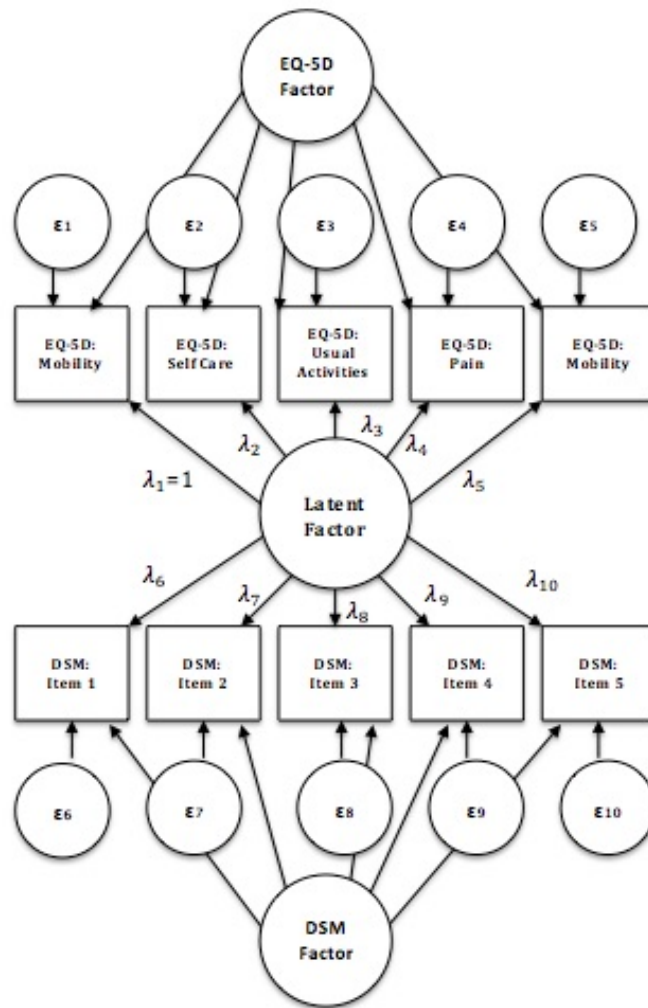 EQ-5D
Factor
ε1
ε2
ε3
ε4
ε5
EQ-5D:
Mobility
EQ-5D:
Self Care
EQ-5D:
Usual
Activities
EQ-5D:
Pain
EQ-5D:
Mobility
λ1=1
λ2
λ3
λ4
λ5
Latent
Factor
λ6
λ7
λ8
λ9
λ10
DSM:
Item 1
DSM:
Item 2
DSM:
Item 3
DSM:
Item 4
DSM:
Item 5
ε6
ε7
ε8
ε9
ε10
DSM
Factor